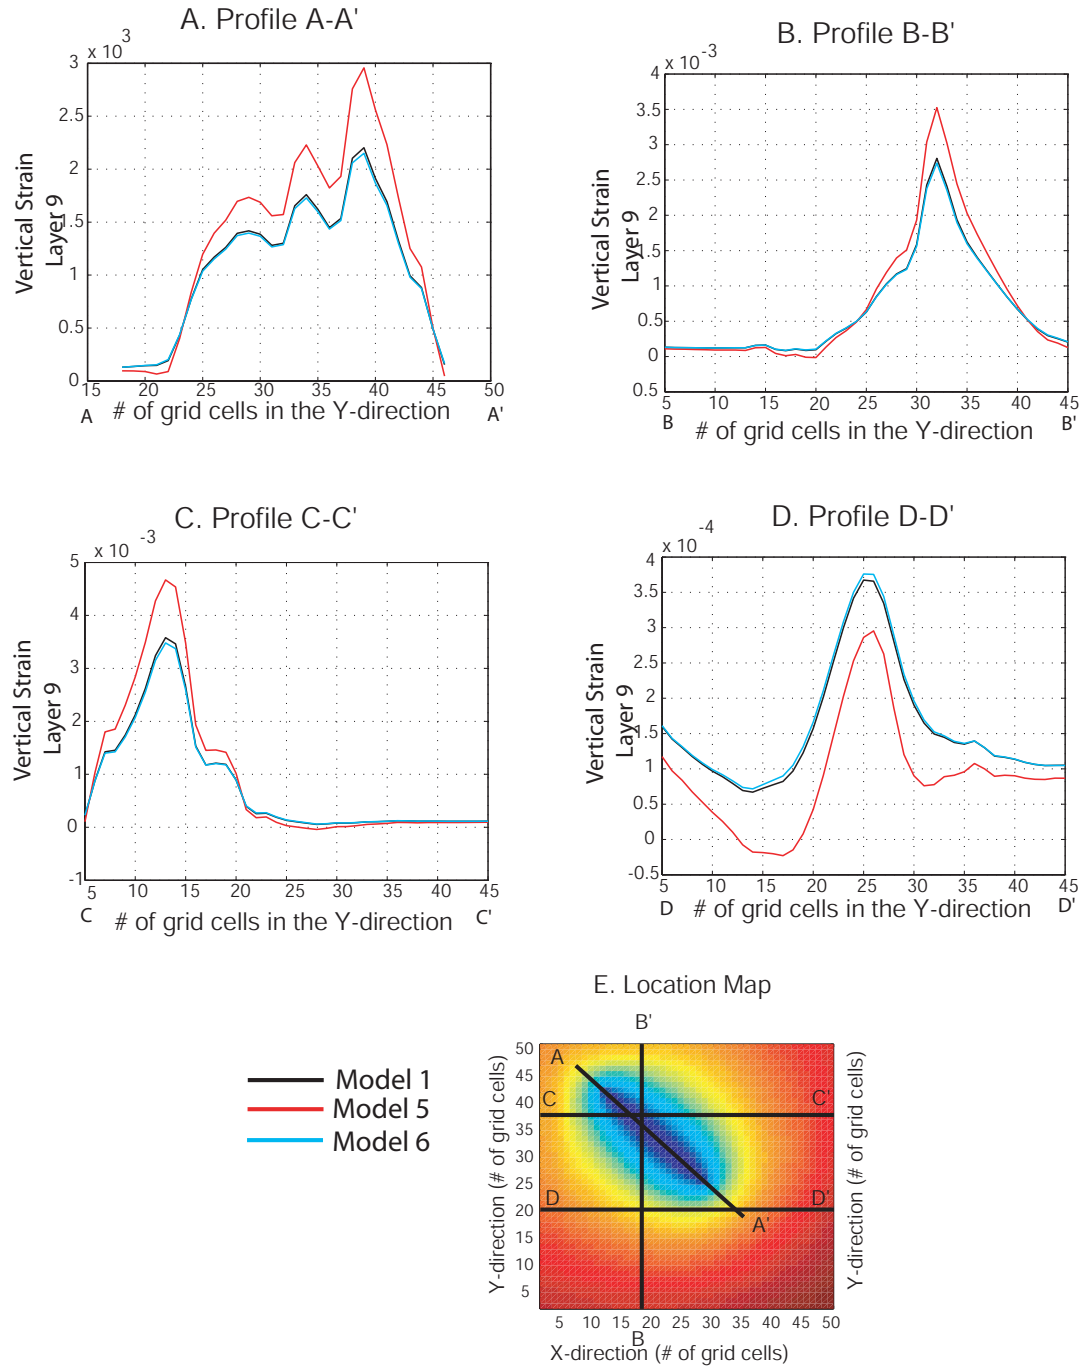 A. Profile A-A'
x 10 3
3
2.5
2
1.5
1
0.5
0
Vertical Strain
Layer 9
15 20 25 30 35 40 45 50
A # of grid cells in the Y-direction A'
B. Profile B-B'
x 10 -3
4
3.5
3
2.5
2
1.5
1
0.5
0
0.5
Vertical Strain
Layer 9
5 10 15 20 25 30 35 40 45
B # of grid cells in the Y-direction B'
C. Profile C-C'
x 10 -3
5
4
3
2
1
0
-1
Vertical Strain
Layer 9
5 10 15 20 25 30 35 40 45
C # of grid cells in the Y-direction C'
D. Profile D-D'
x 10 -4
4
3.5
3
2.5
2
1.5
1
0.5
0
-0.5
Vertical Strain
Layer 9
5 10 15 20 25 30 35 40 45
D # of grid cells in the Y-direction D'
Model 1
Model 5
Model 6
E. Location Map
B'
A
C C'
D D'
A'
50
45
40
35
30
25
20
15
10
5
Y-direction (# of grid cells)
Y-direction (# of grid cells)
5 10 15 20 25 30 35 40 45 50
B
X-direction (# of grid cells)